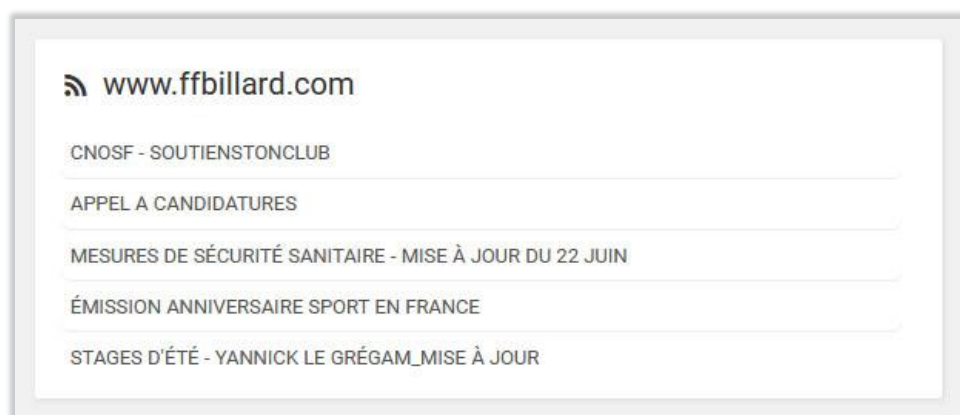 www.ffbillard.com
CNOSF - SOUTIENSTONCLUB
APPEL A CANDIDATURES
MESURES DE SÉCURITÉ SANITAIRE - MISE À JOUR DU 22 JUIN
ÉMISSION ANNIVERSAIRE SPORT EN FRANCE
STAGES D'ÉTÉ - YANNICK LE GRÉGAM_MISE À JOUR